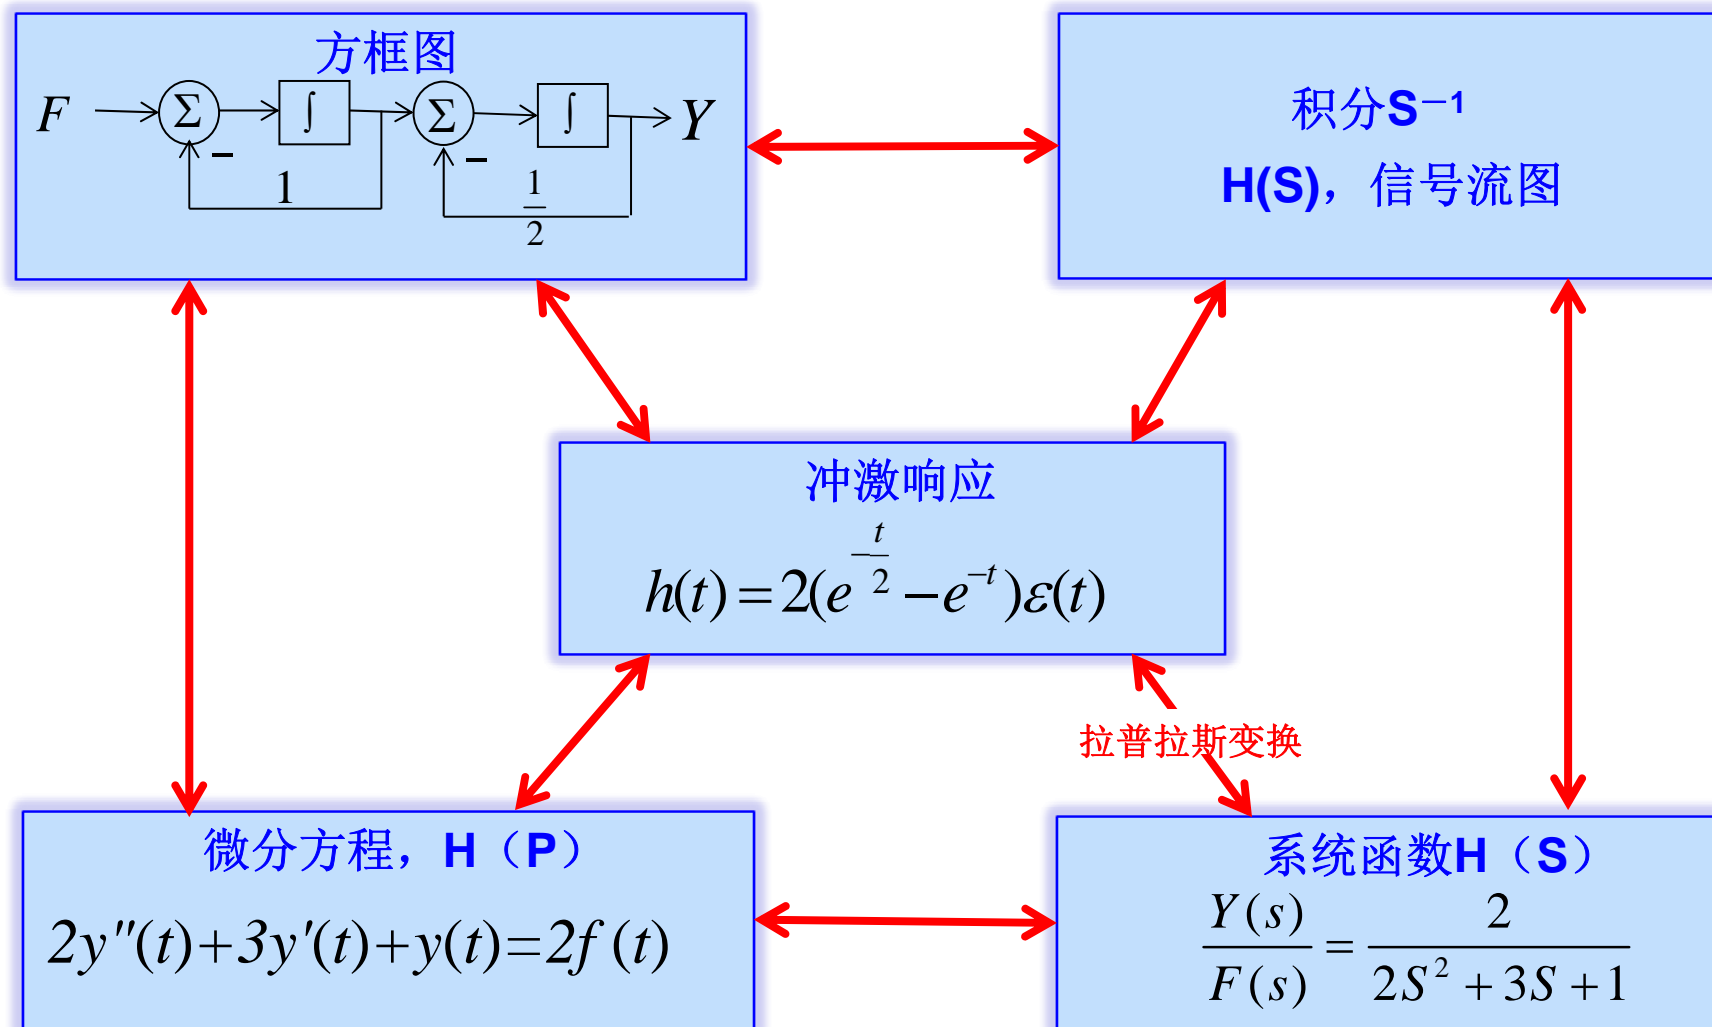 方框图
F Σ ∫ Σ ∫ Y
− −
1 1/2
积分S⁻¹
H(S)，信号流图
冲激响应
h(t)=2(e^{-t/2}−e^{−t})ε(t)
拉普拉斯变换
微分方程，H（P）
2y″(t)+3y′(t)+y(t)=2f(t)
系统函数H（S）
Y(s)/F(s) = 2/(2S²+3S+1)